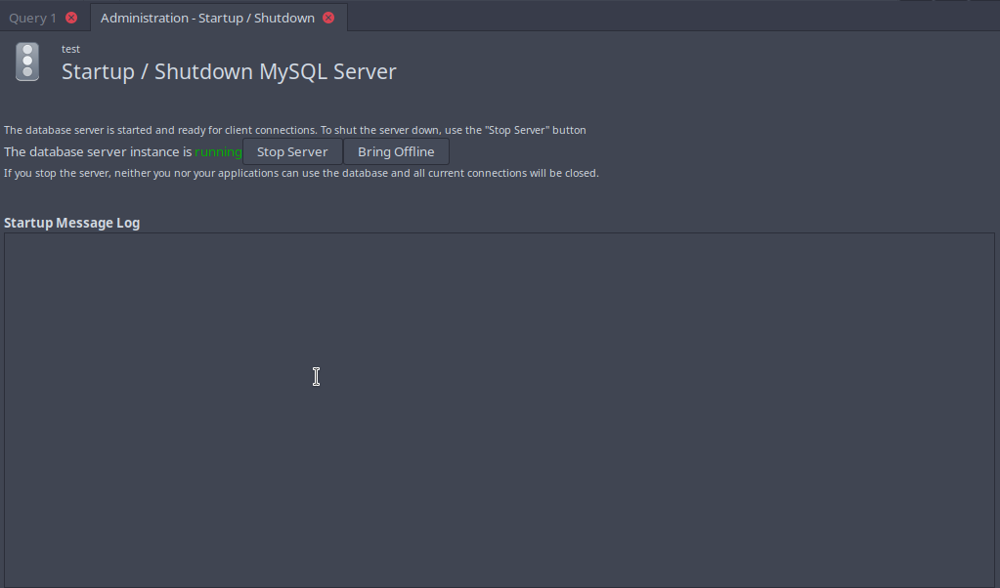 Query 1
Administration - Startup / Shutdown
test
Startup / Shutdown MySQL Server
The database server is started and ready for client connections. To shut the server down, use the "Stop Server" button
The database server instance is running Stop Server Bring Offline
If you stop the server, neither you nor your applications can use the database and all current connections will be closed.
Startup Message Log